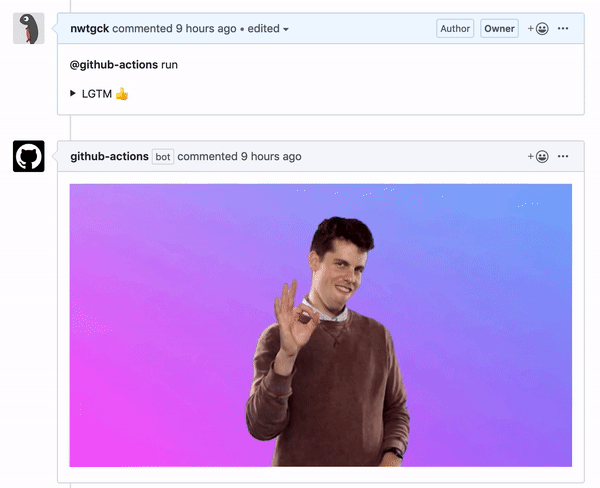 nwtgck commented 9 hours ago • edited Author Owner
@github-actions run
LGTM 👍
github-actions bot commented 9 hours ago